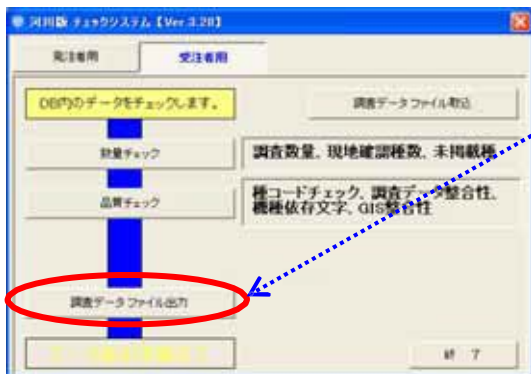 河川版 チェックシステム【Ver 3.20】
発注者用
受注者用
DB内のデータをチェックします。
調査データファイル取込
数量チェック
調査数量、現地確認種数、未掲載種
品質チェック
種コードチェック、調査データ整合性、
機種依存文字、GIS整合性
調査データファイル出力
終 了